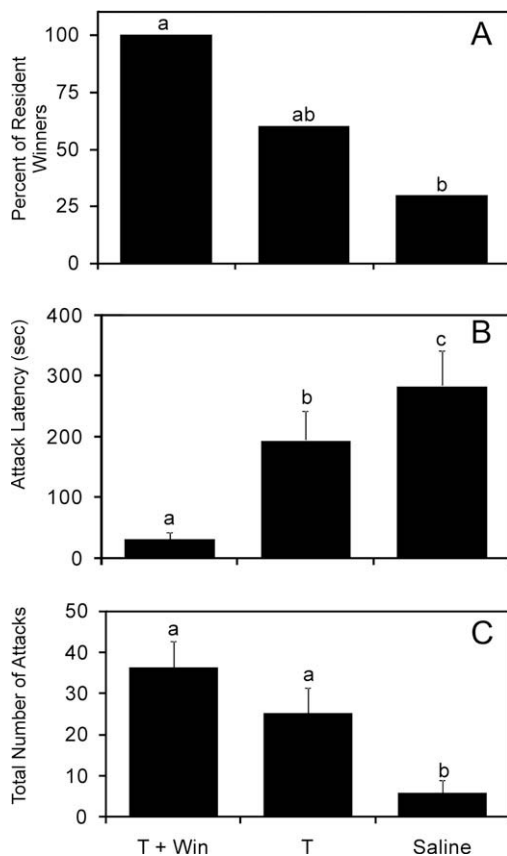 A
Percent of Resident
Winners
100
75
50
25
0
a
ab
b
B
Attack Latency (sec)
400
300
200
100
0
a
b
c
C
Total Number of Attacks
50
40
30
20
10
0
a
a
b
T + Win
T
Saline